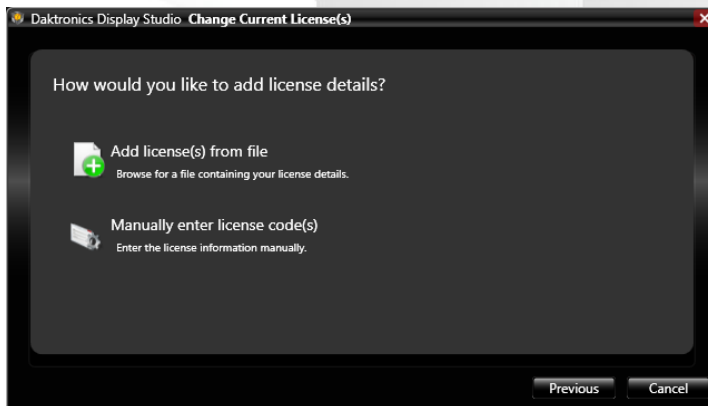 Daktronics Display Studio Change Current License(s)
How would you like to add license details?
Add license(s) from file
Browse for a file containing your license details.
Manually enter license code(s)
Enter the license information manually.
Previous Cancel